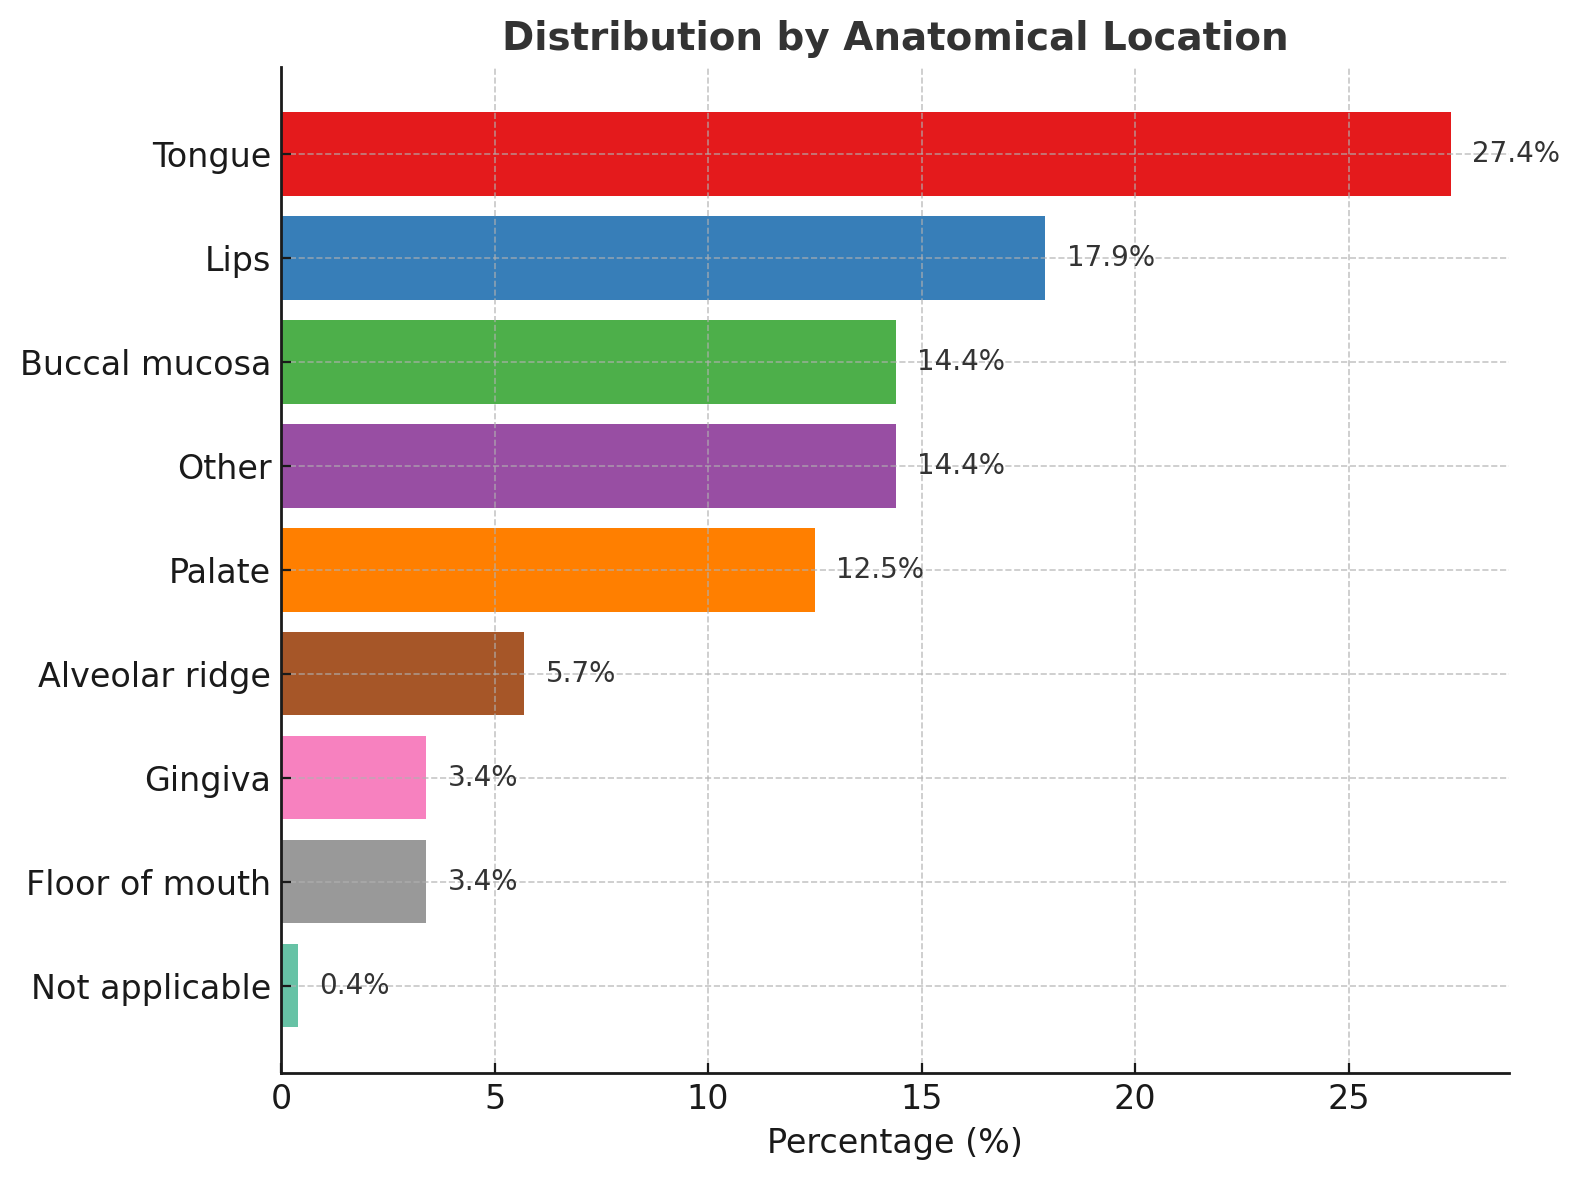 Distribution by Anatomical Location
Tongue
27.4%
Lips
17.9%
Buccal mucosa
14.4%
Other
14.4%
Palate
12.5%
Alveolar ridge
5.7%
Gingiva
3.4%
Floor of mouth
3.4%
Not applicable
0.4%
0 5 10 15 20 25
Percentage (%)